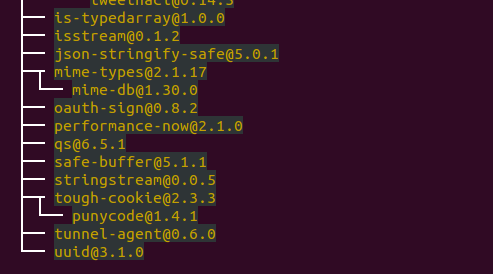 tweetnacl@0.14.5
is-typedarray@1.0.0
isstream@0.1.2
json-stringify-safe@5.0.1
mime-types@2.1.17
mime-db@1.30.0
oauth-sign@0.8.2
performance-now@2.1.0
qs@6.5.1
safe-buffer@5.1.1
stringstream@0.0.5
tough-cookie@2.3.3
punycode@1.4.1
tunnel-agent@0.6.0
uuid@3.1.0